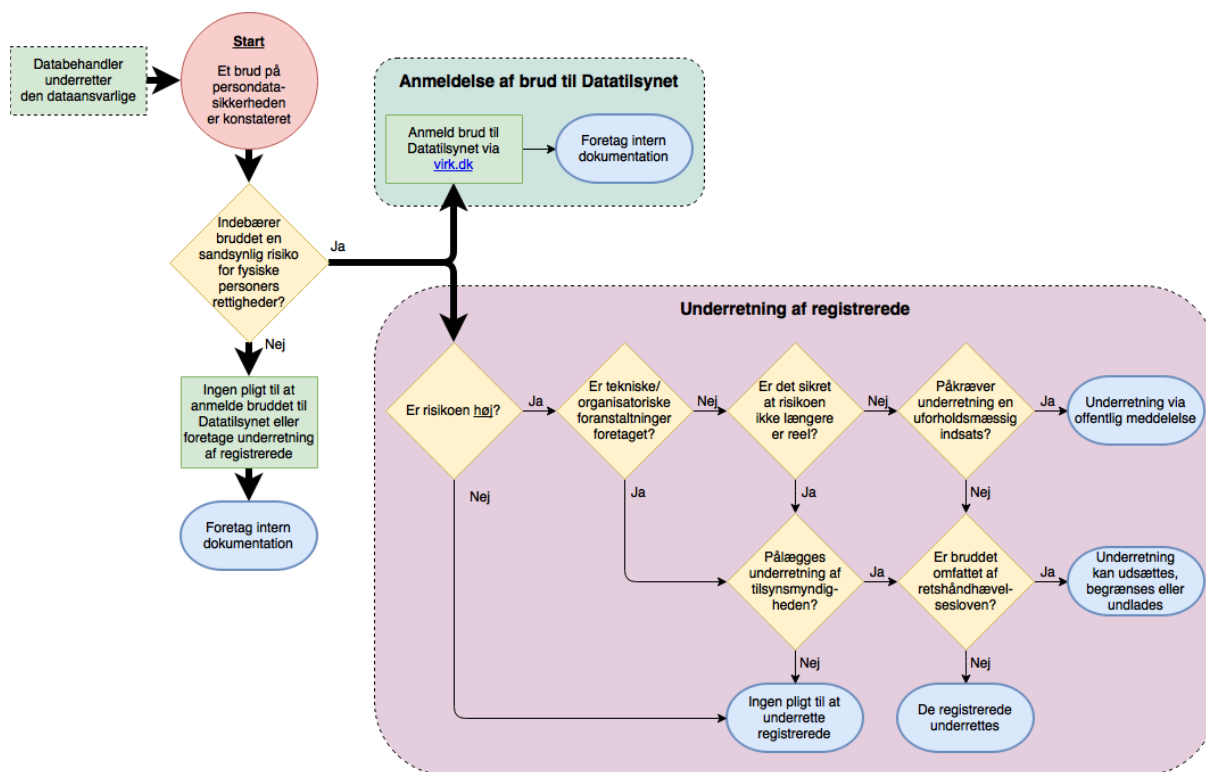 Databehandler
underretter
den dataansvarlige
Start
Et brud på
persondata-
sikkerheden
er konstateret
Anmeldelse af brud til Datatilsynet
Anmeld brud til
Datatilsynet via
virk.dk
Foretag intern
dokumentation
Indebærer
bruddet en
sandsynlig risiko
for fysiske
personers
rettigheder?
Ja
Nej
Ingen pligt til at
anmelde bruddet til
Datatilsynet eller
foretage underretning
af registrerede
Foretag intern
dokumentation
Underretning af registrerede
Er risikoen høj?
Ja
Er tekniske/
organisatoriske
foranstaltninger
foretaget?
Nej
Er det sikret
at risikoen
ikke længere
er reel?
Nej
Påkræver
underretning en
uforholdsmæssig
indsats?
Ja
Underretning via
offentlig meddelelse
Nej
Ja
Ja
Nej
Pålægges
underretning af
tilsynsmyndig-
heden?
Ja
Er bruddet
omfattet af
retshåndhævel-
sesloven?
Ja
Underretning
kan udsættes,
begrænses eller
undlades
Nej
Nej
Ingen pligt til at
underrette
registrerede
De registrerede
underrettes